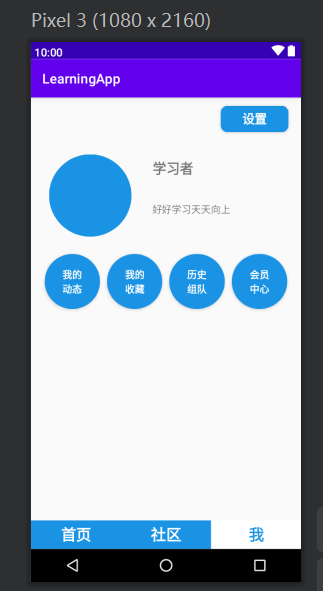 Pixel 3 (1080 x 2160)
10:00
LearningApp
设置
学习者
好好学习天天向上
我的 我的 历史 会员
动态 收藏 组队 中心
首页 社区 我